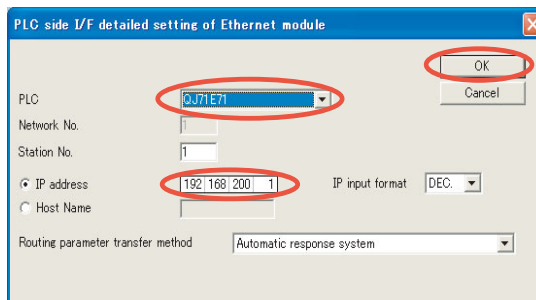 PLC side I/F detailed setting of Ethernet module
OK
PLC QJ71E71 Cancel
Network No. 1
Station No. 1
IP address 192 168 200 1 IP input format DEC.
Host Name
Routing parameter transfer method Automatic response system